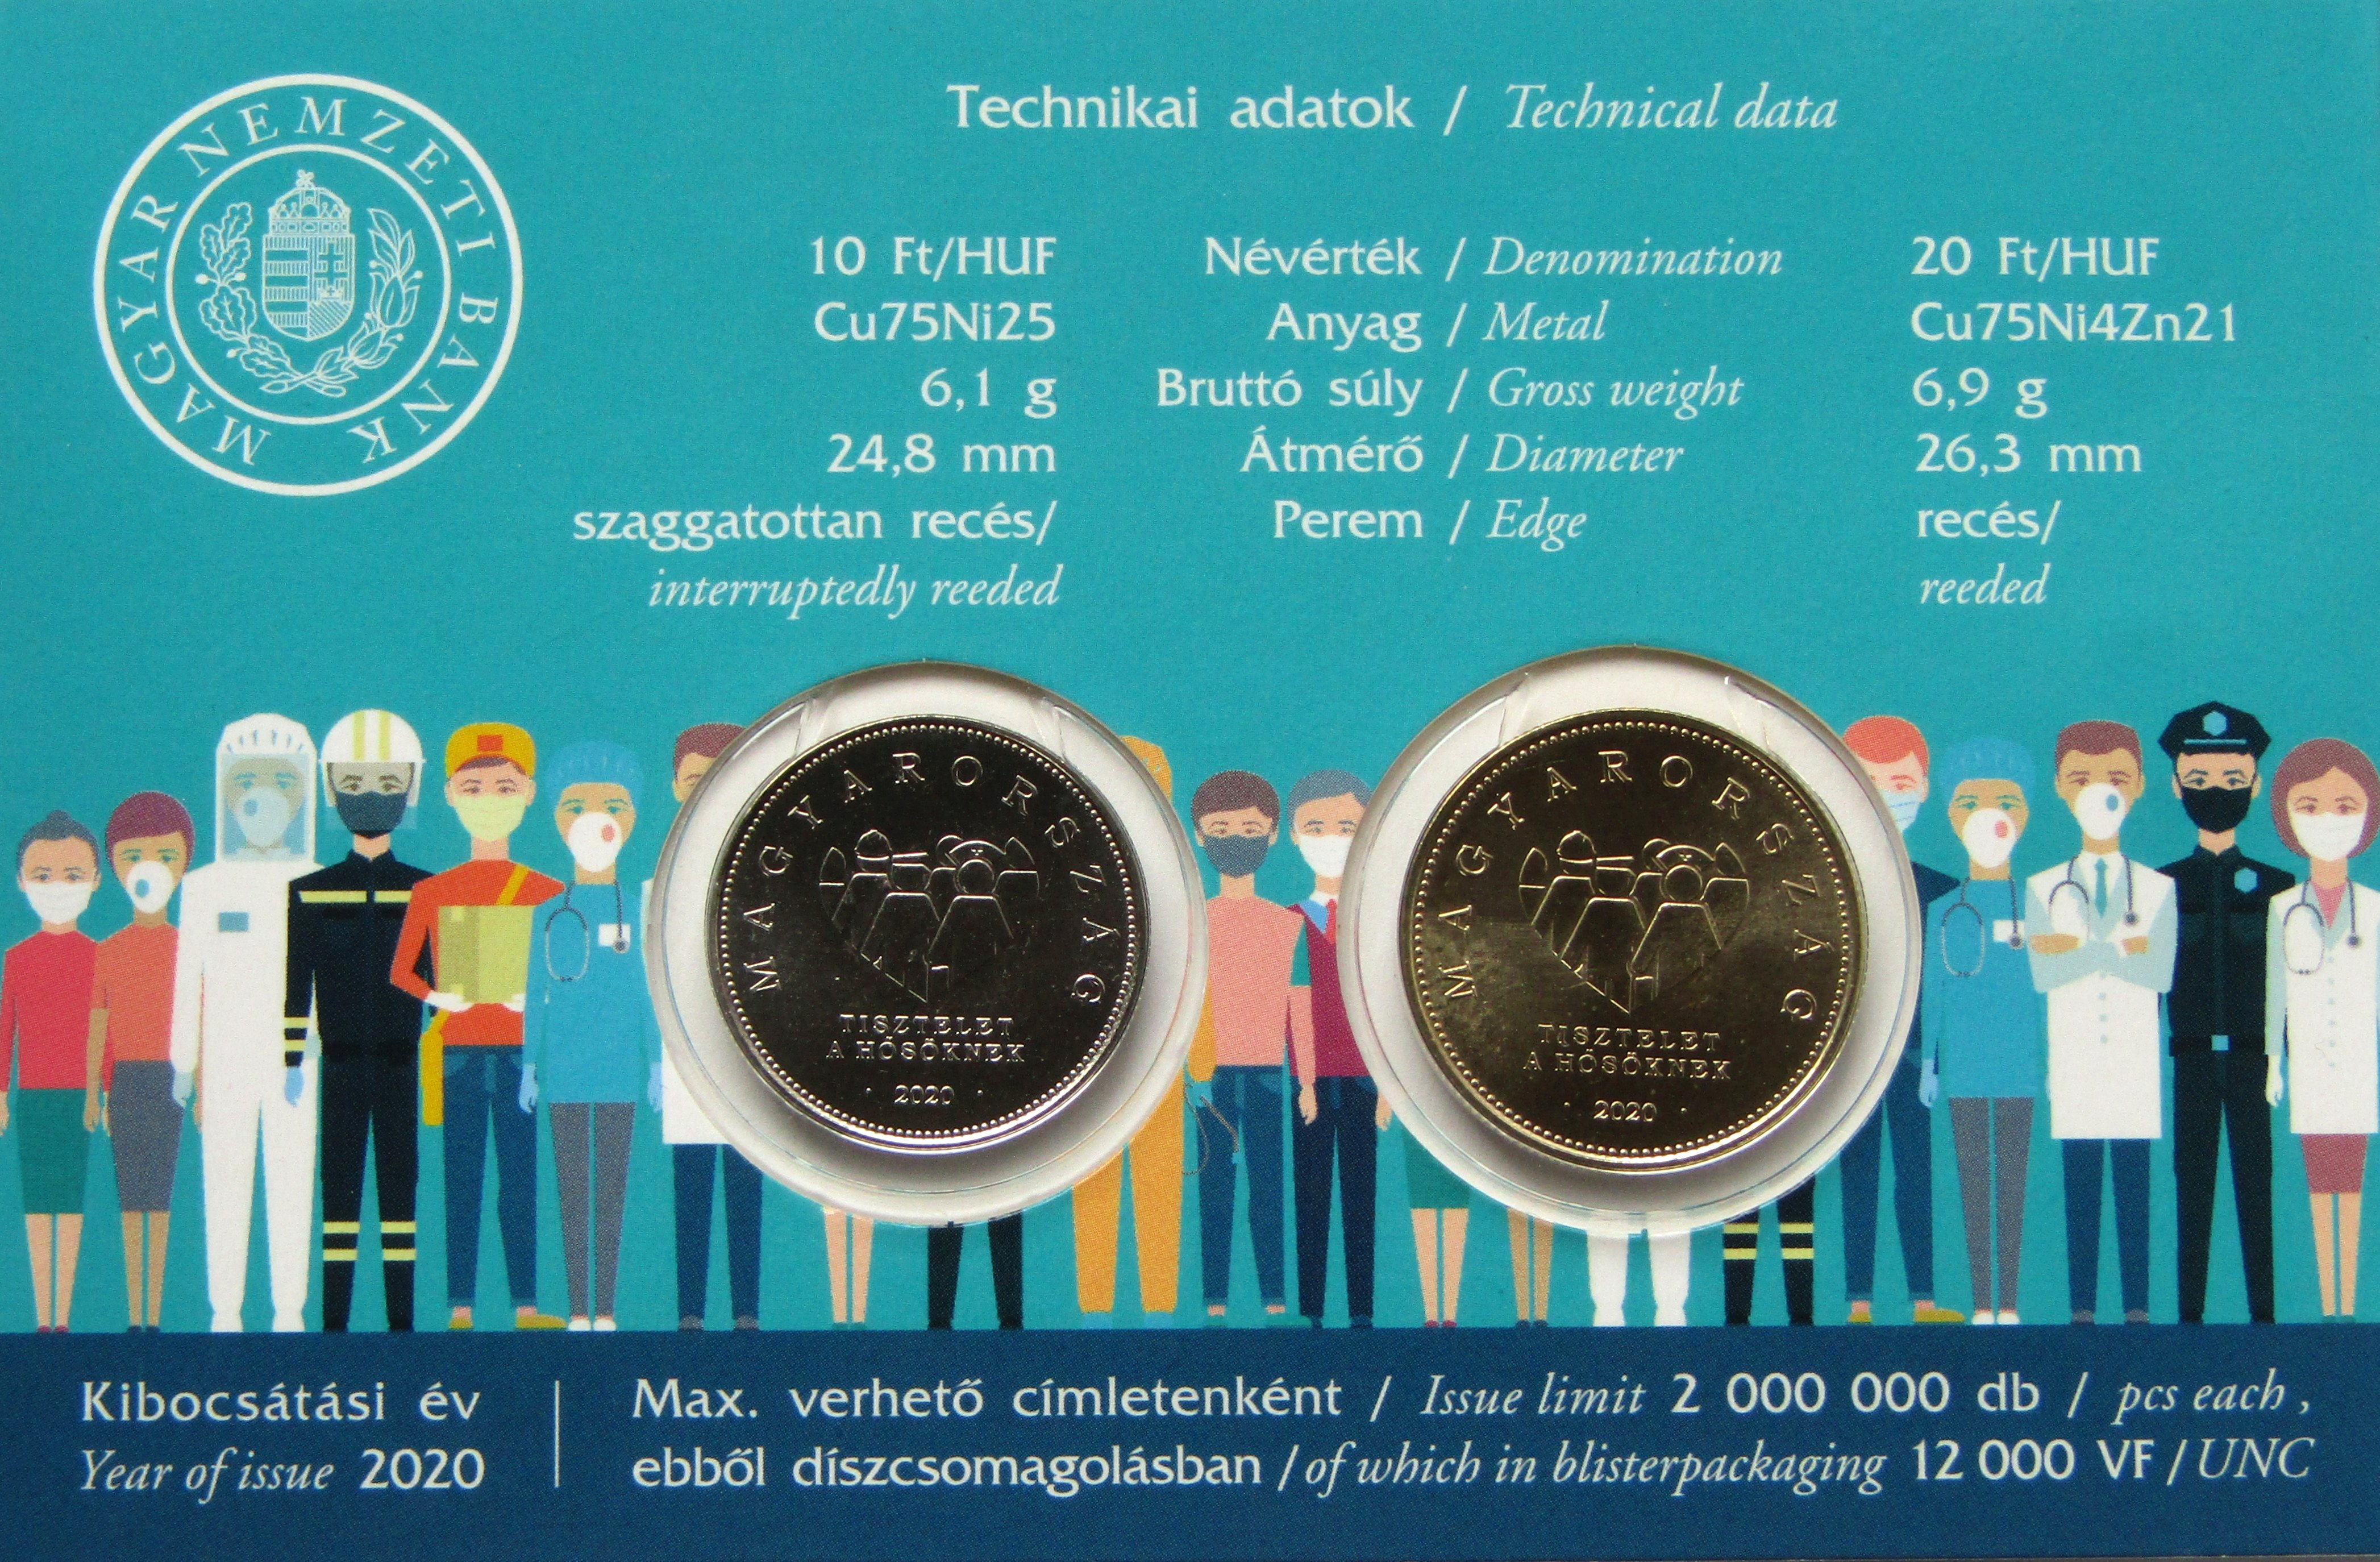 MAGYAR NEMZETI BANK
Technikai adatok / Technical data
10 Ft/HUF Névérték / Denomination 20 Ft/HUF
Cu75Ni25 Anyag / Metal Cu75Ni4Zn21
6,1 g Bruttó súly / Gross weight 6,9 g
24,8 mm Átmérő / Diameter 26,3 mm
szaggatottan recés/ Perem / Edge recés/
interruptedly reeded reeded
MAGYARORSZÁG
TISZTELET
A HŐSÖKNEK
· 2020 ·
MAGYARORSZÁG
TISZTELET
A HŐSÖKNEK
· 2020 ·
Kibocsátási év
Year of issue 2020
Max. verhető címletenként / Issue limit 2 000 000 db / pcs each ,
ebből díszcsomagolásban / of which in blisterpackaging 12 000 VF / UNC